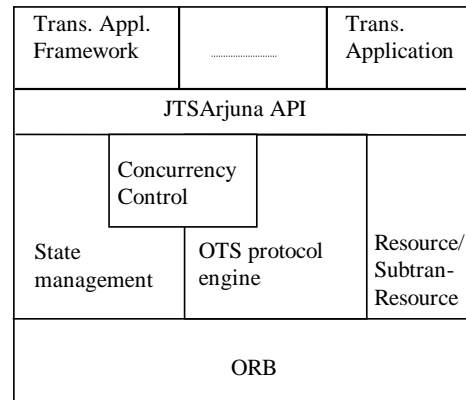 Trans. Appl.
Framework
............................
Trans.
Application
JTSArjuna API
Concurrency
Control
State
management
OTS protocol
engine
Resource/
Subtran-
Resource
ORB